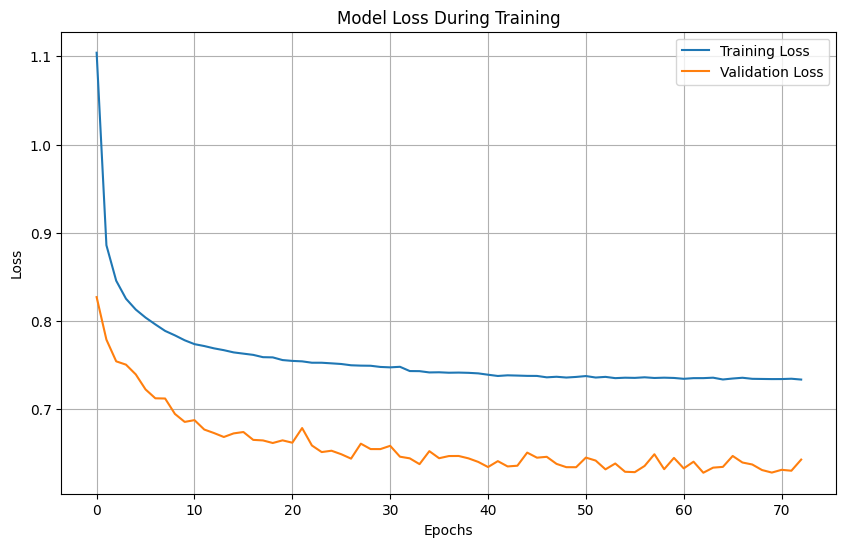 Model Loss During Training
Training Loss
Validation Loss
1.1
1.0
0.9
0.8
0.7
Loss
0 10 20 30 40 50 60 70
Epochs